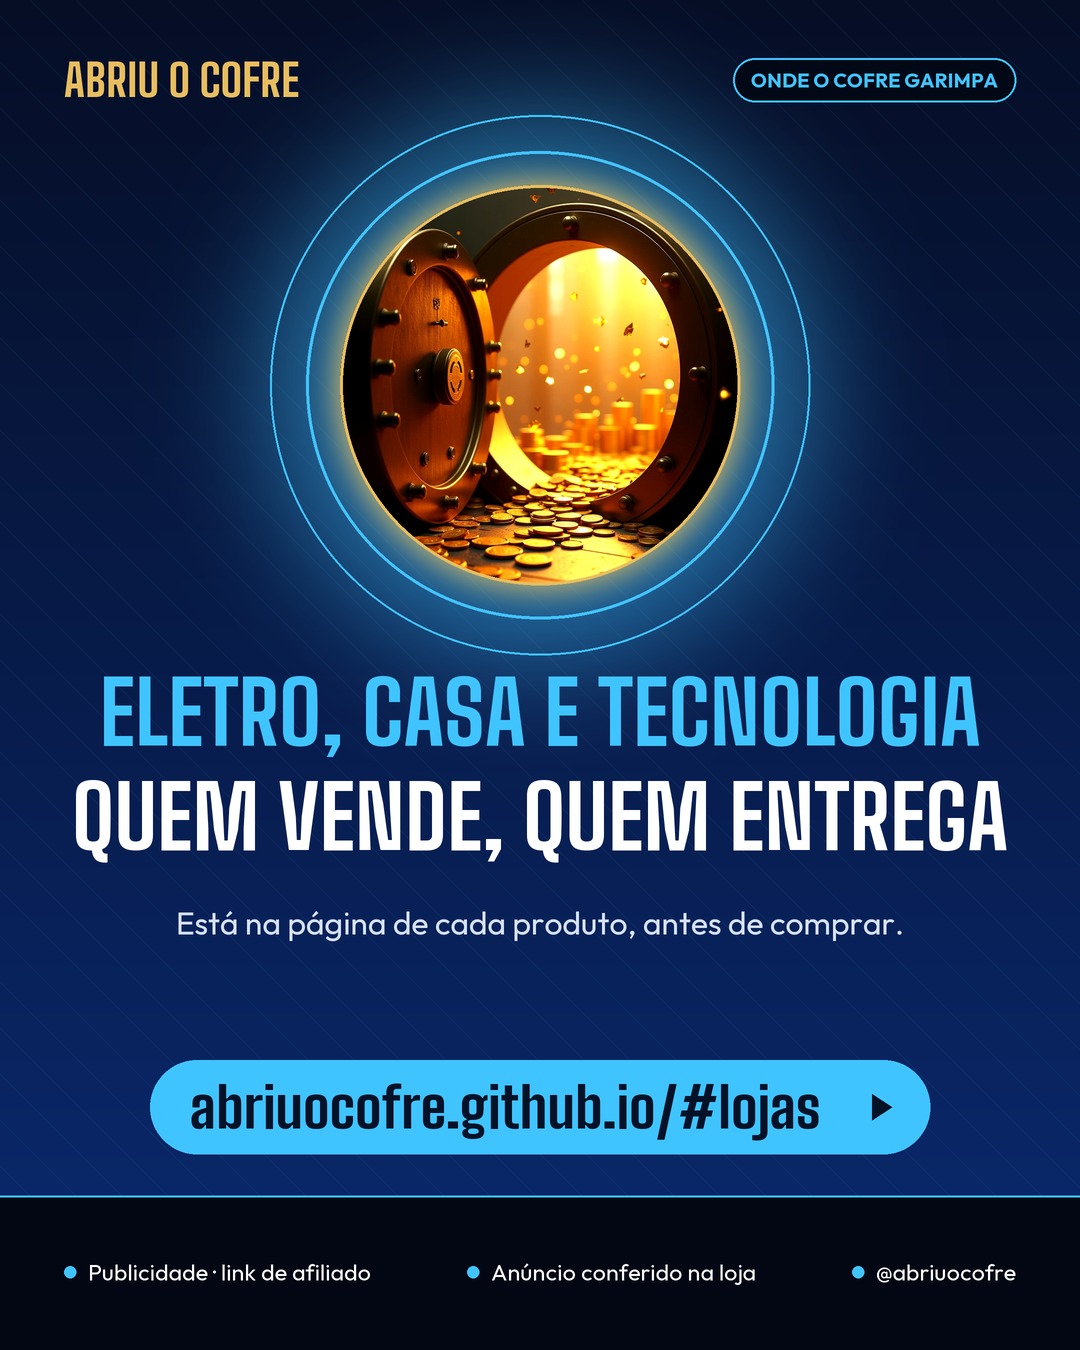 ABRIU O COFRE
ONDE O COFRE GARIMPA
ELETRO, CASA E TECNOLOGIA
QUEM VENDE, QUEM ENTREGA
Está na página de cada produto, antes de comprar.
abriuocofre.github.io/#lojas
Publicidade · link de afiliado
Anúncio conferido na loja
@abriuocofre